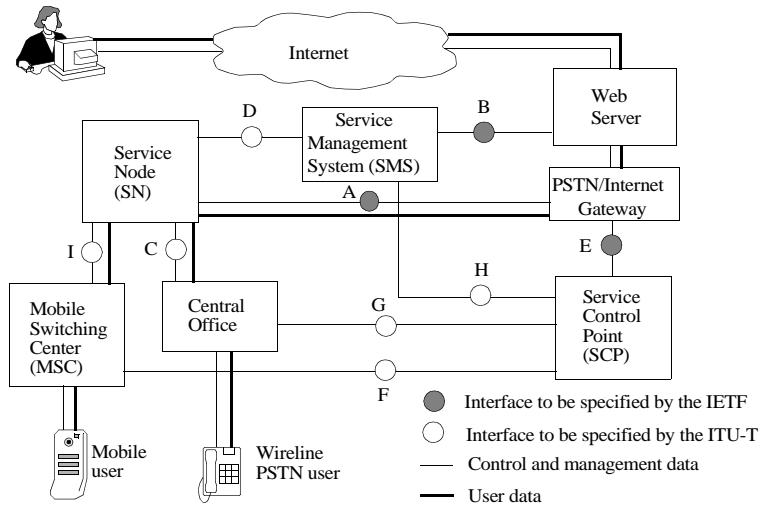 Internet
Web
Server
D
Service
Management
System (SMS)
B
Service
Node
(SN)
A
PSTN/Internet
Gateway
E
I
C
H
Mobile
Switching
Center
(MSC)
Central
Office
G
Service
Control
Point
(SCP)
F
Interface to be specified by the IETF
Interface to be specified by the ITU-T
Control and management data
User data
Mobile
user
Wireline
PSTN user